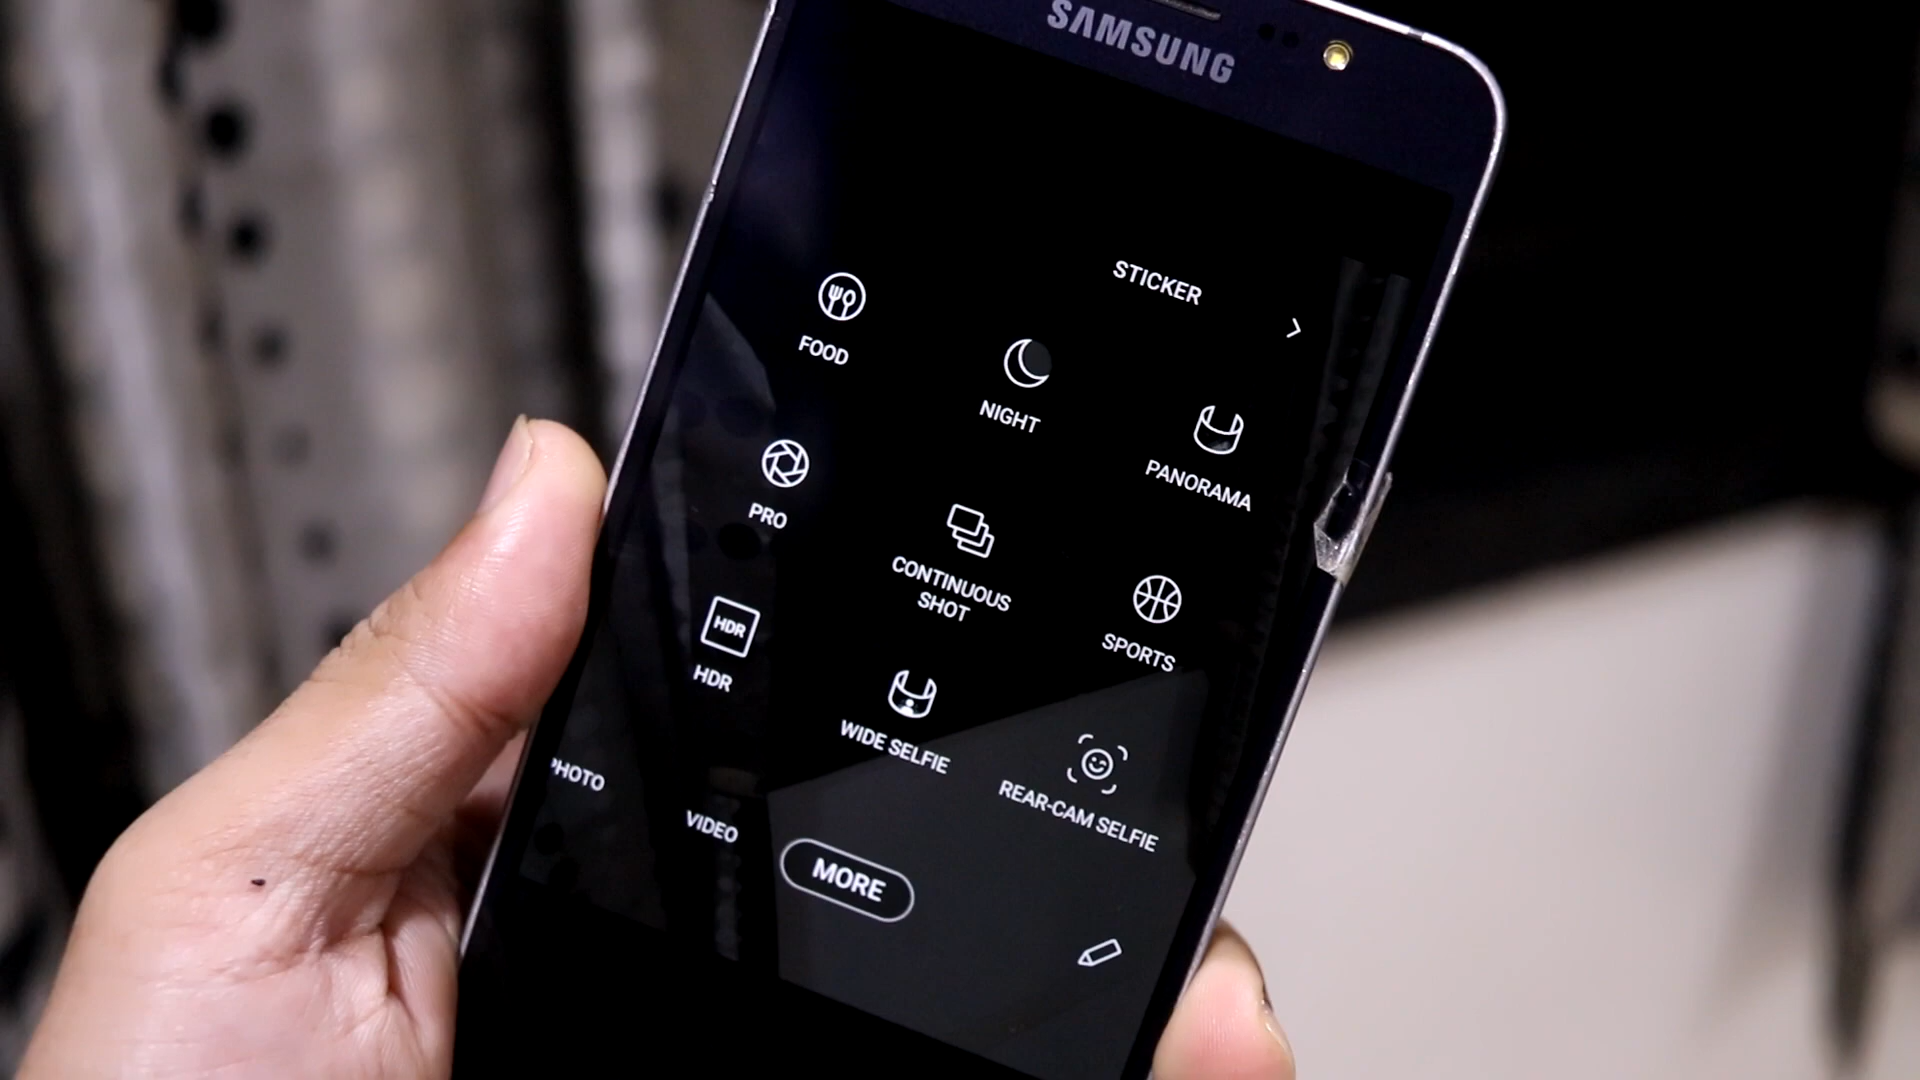 SAMSUNG
STICKER
FOOD
NIGHT
PANORAMA
PRO
CONTINUOUS
SHOT
SPORTS
HDR
HDR
WIDE SELFIE
REAR-CAM SELFIE
PHOTO
VIDEO
MORE